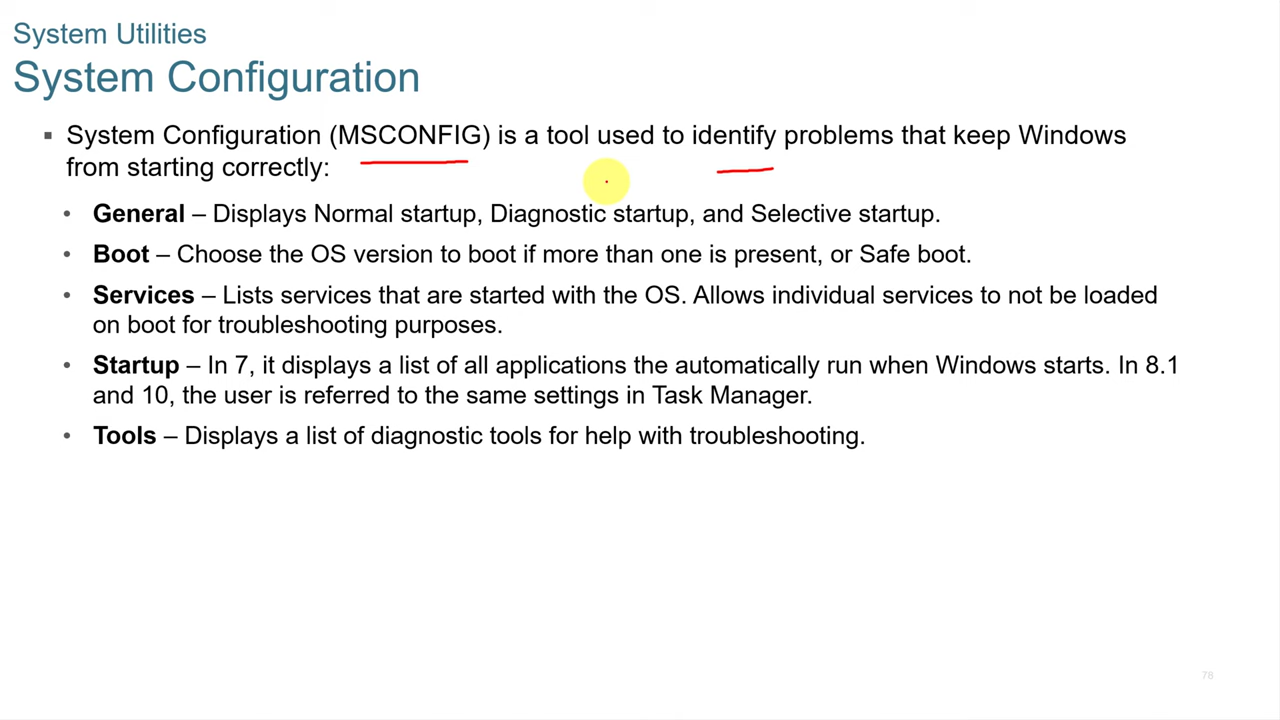 System Utilities
System Configuration
▪ System Configuration (MSCONFIG) is a tool used to identify problems that keep Windows
from starting correctly:
• General – Displays Normal startup, Diagnostic startup, and Selective startup.
• Boot – Choose the OS version to boot if more than one is present, or Safe boot.
• Services – Lists services that are started with the OS. Allows individual services to not be loaded
on boot for troubleshooting purposes.
• Startup – In 7, it displays a list of all applications the automatically run when Windows starts. In 8.1
and 10, the user is referred to the same settings in Task Manager.
• Tools – Displays a list of diagnostic tools for help with troubleshooting.
78